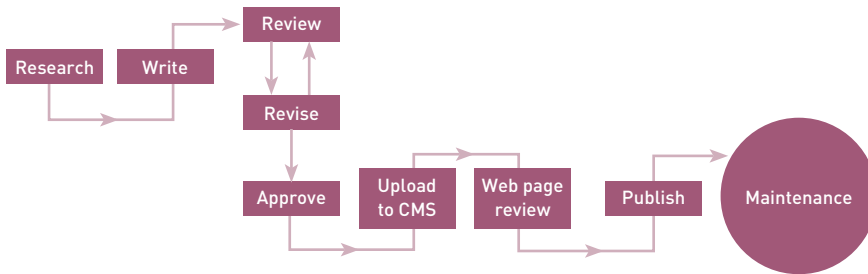 Research
Write
Review
Revise
Approve
Upload
to CMS
Web page
review
Publish
Maintenance